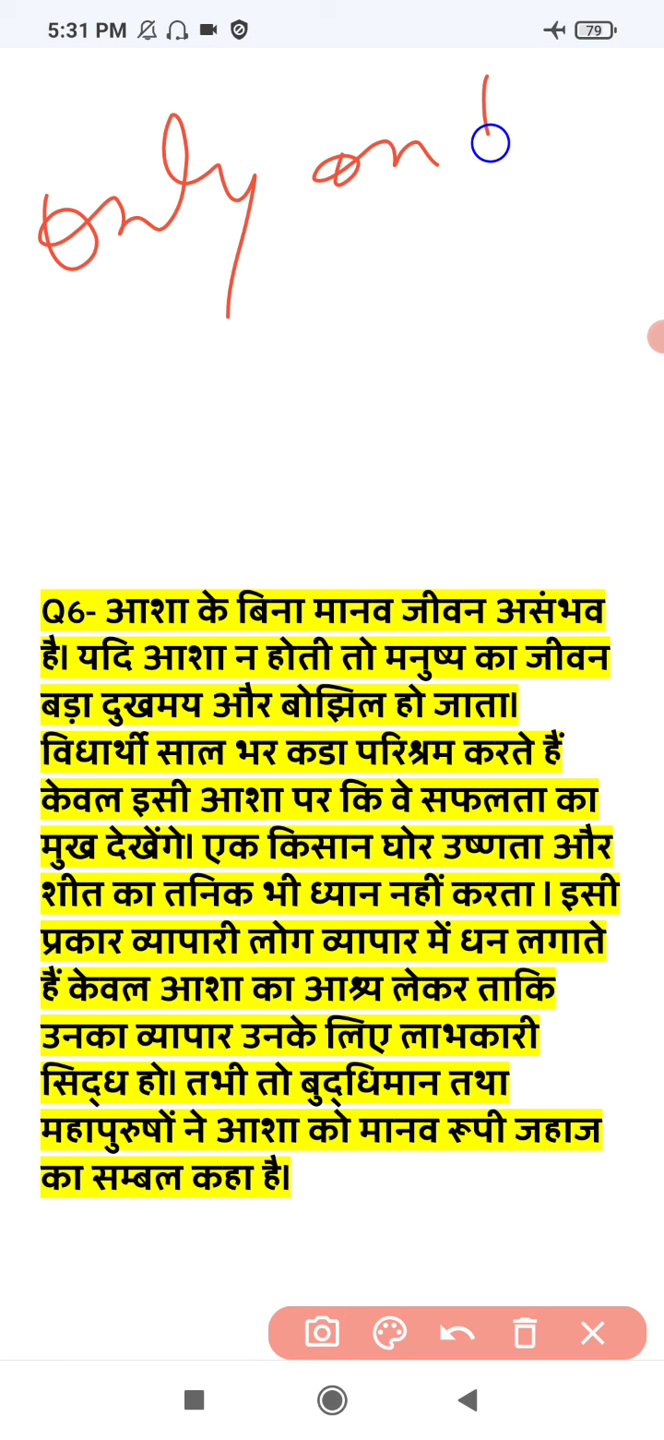 5:31 PM
79
only on
Q6- आशा के बिना मानव जीवन असंभव
है। यदि आशा न होती तो मनुष्य का जीवन
बड़ा दुखमय और बोझिल हो जाता।
विधार्थी साल भर कडा परिश्रम करते हैं
केवल इसी आशा पर कि वे सफलता का
मुख देखेंगे। एक किसान घोर उष्णता और
शीत का तनिक भी ध्यान नहीं करता । इसी
प्रकार व्यापारी लोग व्यापार में धन लगाते
हैं केवल आशा का आश्र्य लेकर ताकि
उनका व्यापार उनके लिए लाभकारी
सिद्ध हो। तभी तो बुद्धिमान तथा
महापुरुषों ने आशा को मानव रूपी जहाज
का सम्बल कहा है।